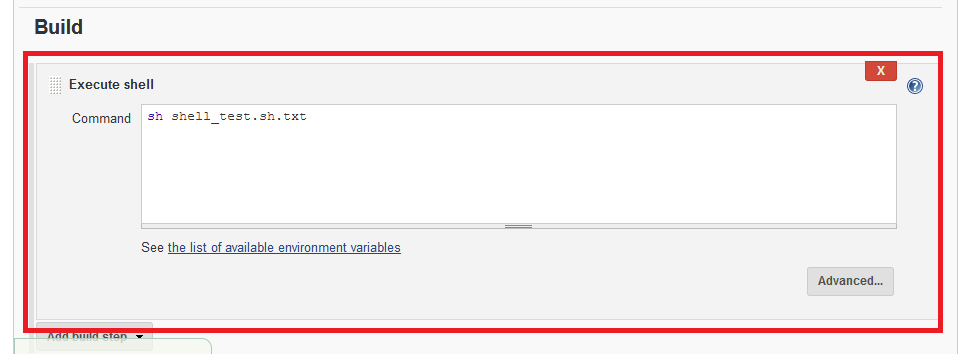 Build
X
Execute shell
?
Command
sh shell_test.sh.txt
See the list of available environment variables
Advanced...
Add build step